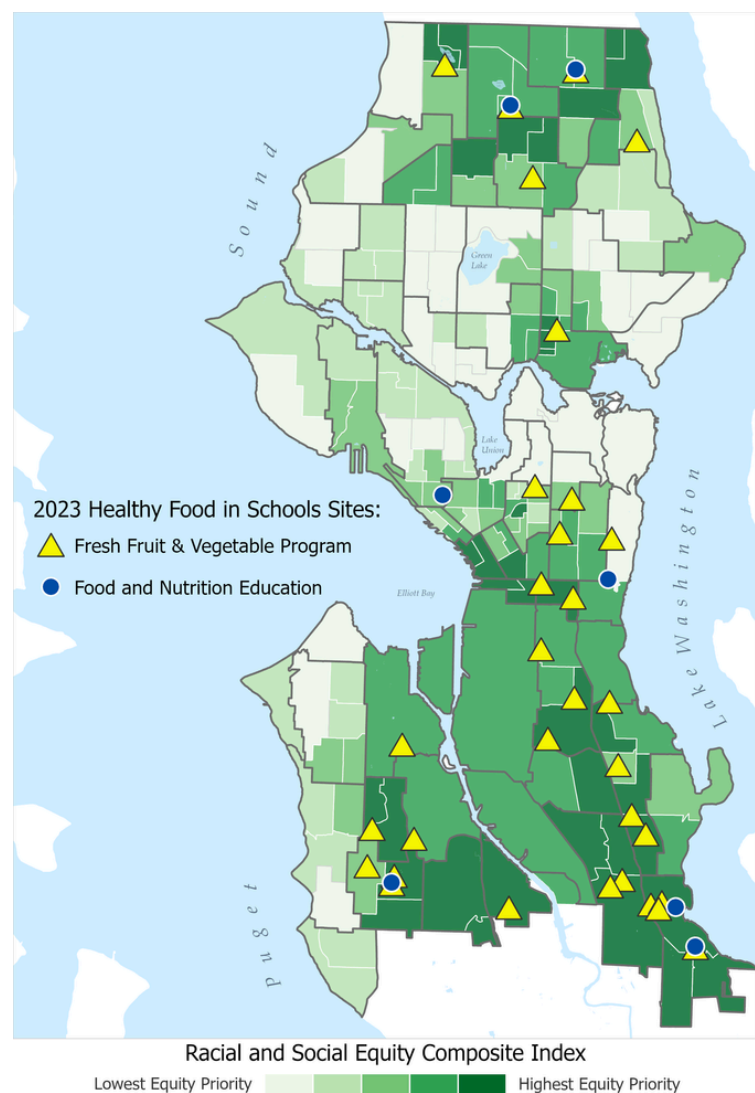 Sound
Green
Lake
Lake
Union
2023 Healthy Food in Schools Sites:
Fresh Fruit & Vegetable Program
Food and Nutrition Education
Elliott Bay
Lake Washington
Puget
Racial and Social Equity Composite Index
Lowest Equity Priority
Highest Equity Priority